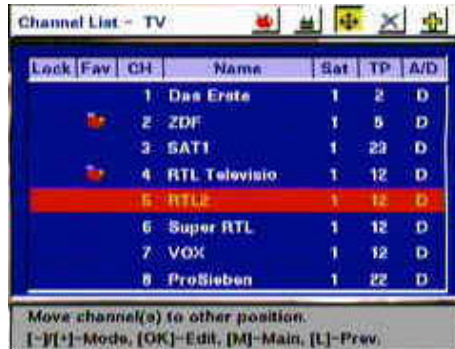 Channel List - TV
Lock Fav CH Name Sat TP A/D
1 Das Erste 1 2 D
2 ZDF 1 5 D
3 SAT1 1 23 D
4 RTL Televisio 1 12 D
5 RTL2 1 12 D
6 Super RTL 1 12 D
7 VOX 1 12 D
8 ProSieben 1 22 D
Move channel(s) to other position.
[-]/[+]-Mode, [OK]-Edit, [M]-Main, [L]-Prev.